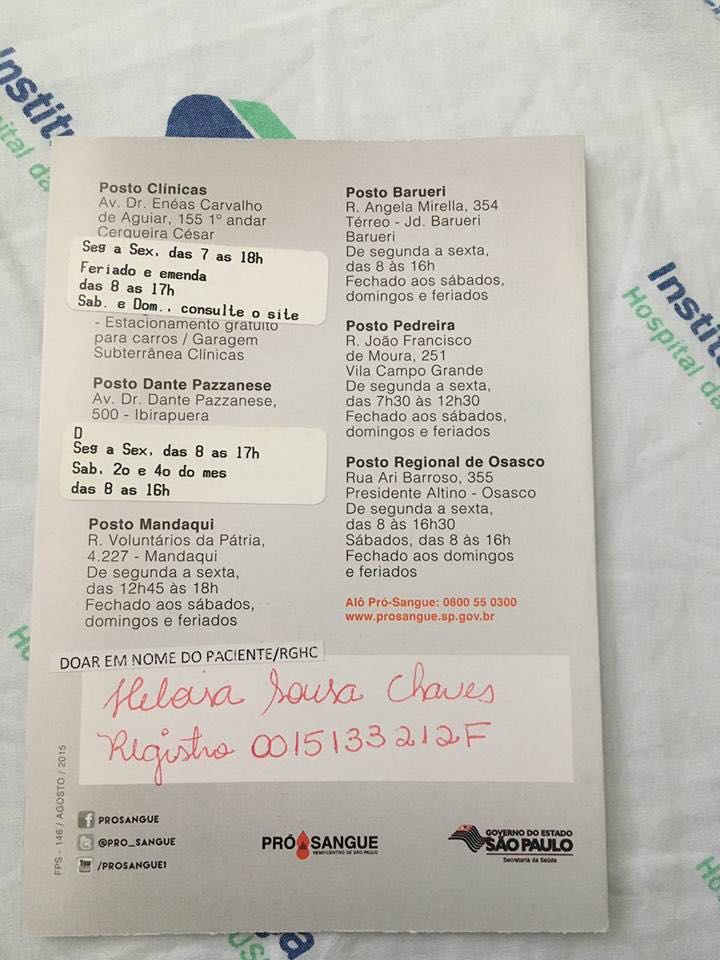 Institu
Hospital da
Posto Clínicas
Av. Dr. Enéas Carvalho
de Aguiar, 155 1º andar
Cerqueira César
Seg a Sex, das 7 as 18h
Feriado e emenda
das 8 as 17h
Sab. e Dom., consulte o site
- Estacionamento gratuito
para carros / Garagem
Subterrânea Clínicas
Posto Dante Pazzanese
Av. Dr. Dante Pazzanese,
500 - Ibirapuera
D
Seg a Sex, das 8 as 17h
Sab, 2o e 4o do mes
das 8 as 16h
Posto Mandaqui
R. Voluntários da Pátria,
4.227 - Mandaqui
De segunda a sexta,
das 12h45 às 18h
Fechado aos sábados,
domingos e feriados
Posto Barueri
R. Angela Mirella, 354
Térreo - Jd. Barueri
Barueri
De segunda a sexta,
das 8 às 16h
Fechado aos sábados,
domingos e feriados
Posto Pedreira
R. João Francisco
de Moura, 251
Vila Campo Grande
De segunda a sexta,
das 7h30 às 12h30
Fechado aos sábados,
domingos e feriados
Posto Regional de Osasco
Rua Ari Barroso, 355
Presidente Altino - Osasco
De segunda a sexta,
das 8 às 16h30
Sábados, das 8 às 16h
Fechado aos domingos
e feriados
Alô Pró-Sangue: 0800 55 0300
www.prosangue.sp.gov.br
DOAR EM NOME DO PACIENTE/RGHC
Heloisa Sousa Chaves
Registro 0015133212F
FPS - 146 / AGOSTO / 2015
PROSANGUE
@PRO_SANGUE
You Tube /PROSANGUE1
PRÓ SANGUE
HEMOCENTRO DE SÃO PAULO
GOVERNO DO ESTADO
SÃO PAULO
Secretaria da Saúde
Institu
Hospital da